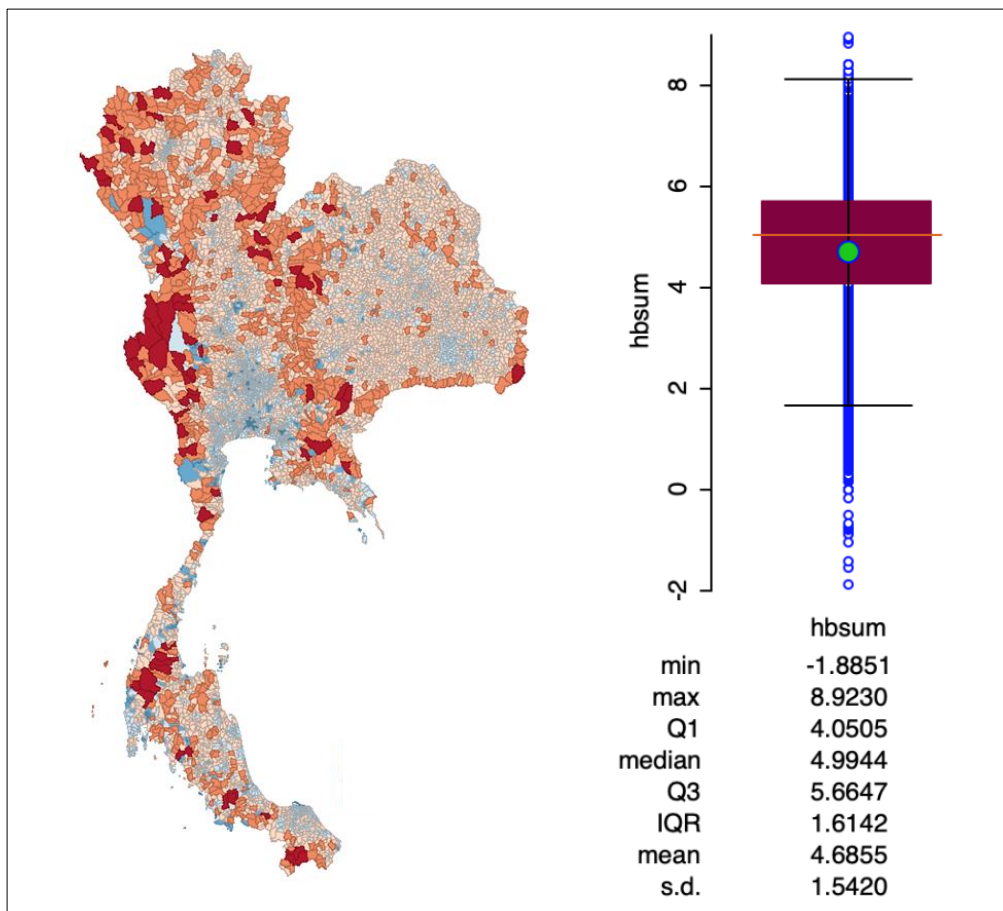 8
6
4
2
0
-2
hbsum
hbsum
min -1.8851
max 8.9230
Q1 4.0505
median 4.9944
Q3 5.6647
IQR 1.6142
mean 4.6855
s.d. 1.5420